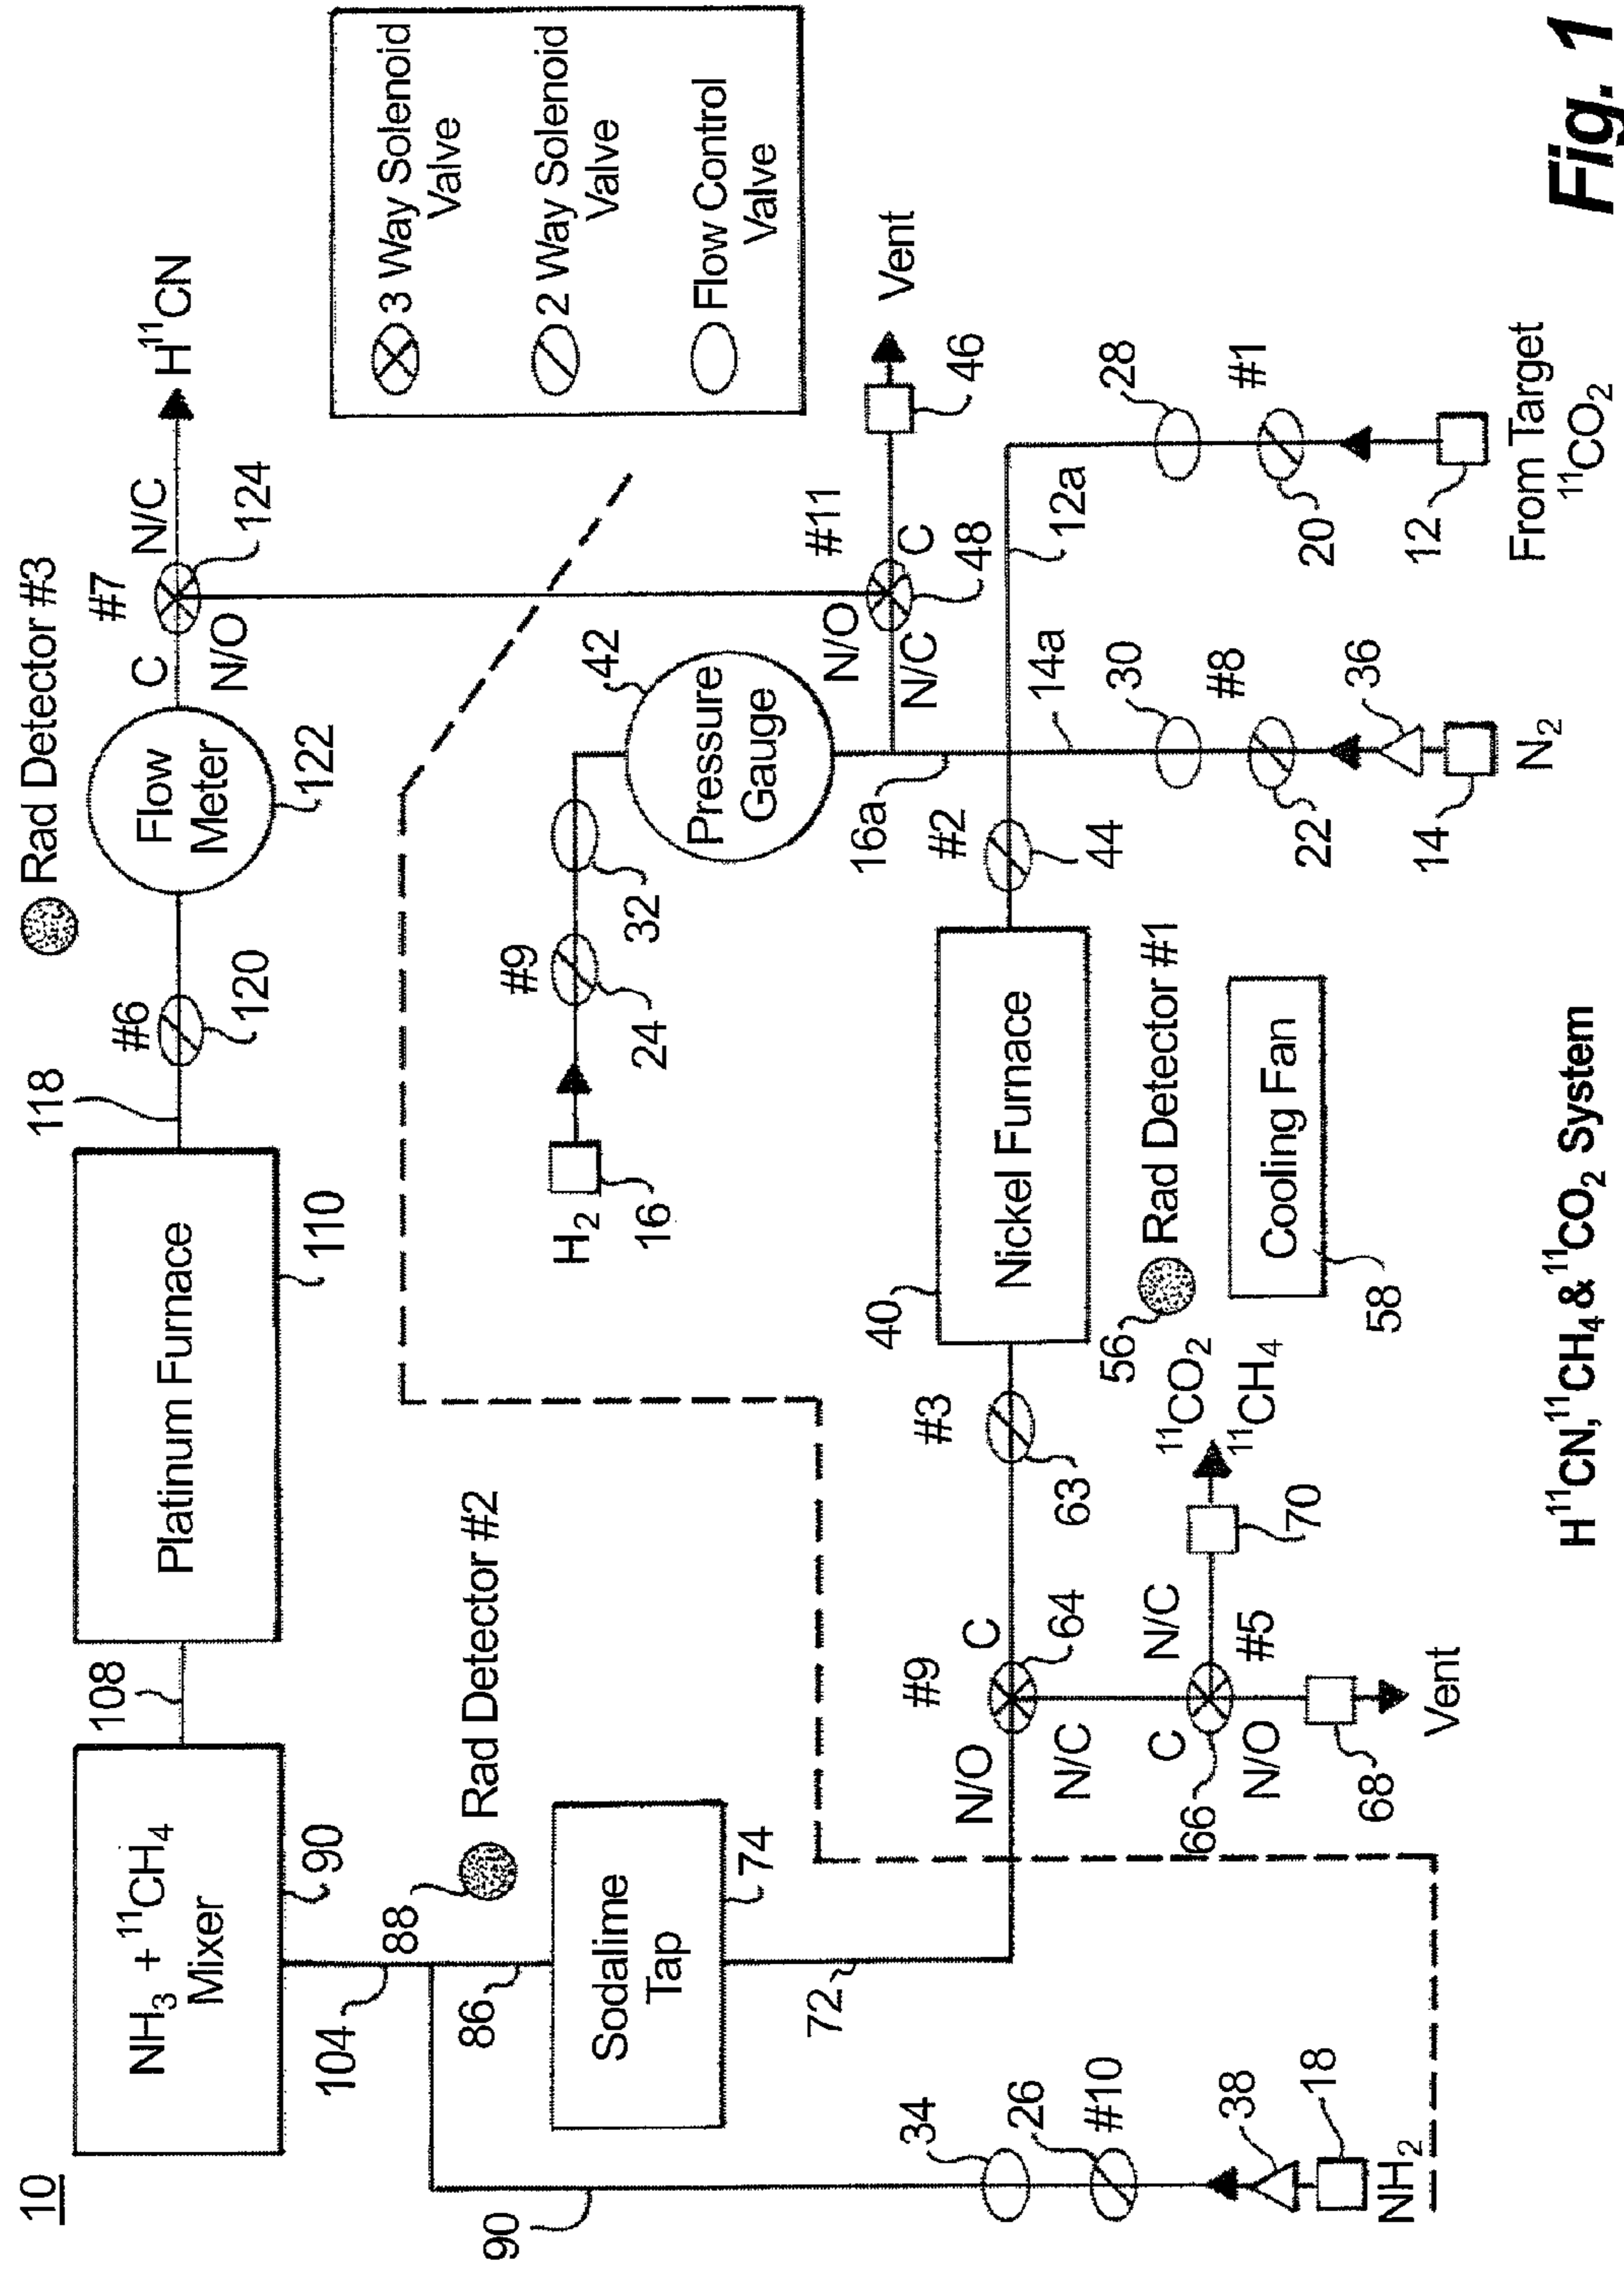 10
Rad Detector #3
118
#6
#7
108
NH3 + 11CH4
Mixer
Platinum Furnace
Flow
Meter
C
N/C
H11CN
N/O
120
124
90
110
122
104
88
Rad Detector #2
86
90
Sodalime
Tap
74
72
H2
16
#9
24
32
42
Pressure
Gauge
3 Way Solenoid
Valve
2 Way Solenoid
Valve
Flow Control
Valve
N/O
#11
Vent
N/C
C
46
48
16a
40
#9
#3
#2
Nickel Furnace
N/O
C
12a
14a
34
26
#10
N/C
64
63
44
56
Rad Detector #1
30
28
C
N/C
11CO2
66
#5
11CH4
#8
#1
N/O
70
Cooling Fan
22
20
38
18
68
58
36
NH2
Vent
14
12
N2
From Target
11CO2
H11CN, 11CH4 & 11CO2 System
Fig. 1